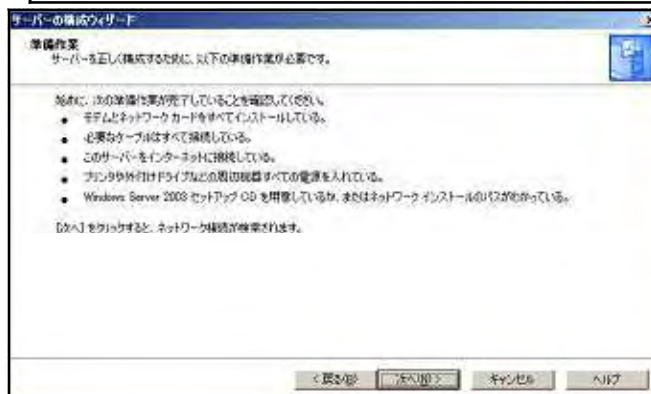 サーバーの構成ウィザード
準備作業
サーバーを正しく構成するために、以下の準備作業が必要です。
始めに、次の準備作業が完了していることを確認してください。
• モデムとネットワーク カードをすべてインストールしている。
• 必要なケーブルはすべて接続している。
• このサーバーをインターネットに接続している。
• プリンタや外付けドライブなどの周辺機器すべての電源を入れている。
• Windows Server 2003 セットアップ CD を用意しているか、またはネットワーク インストールのパスがわかっている。
[次へ] をクリックすると、ネットワーク接続が検索されます。
< 戻る(B) 次へ(N) > キャンセル ヘルプ